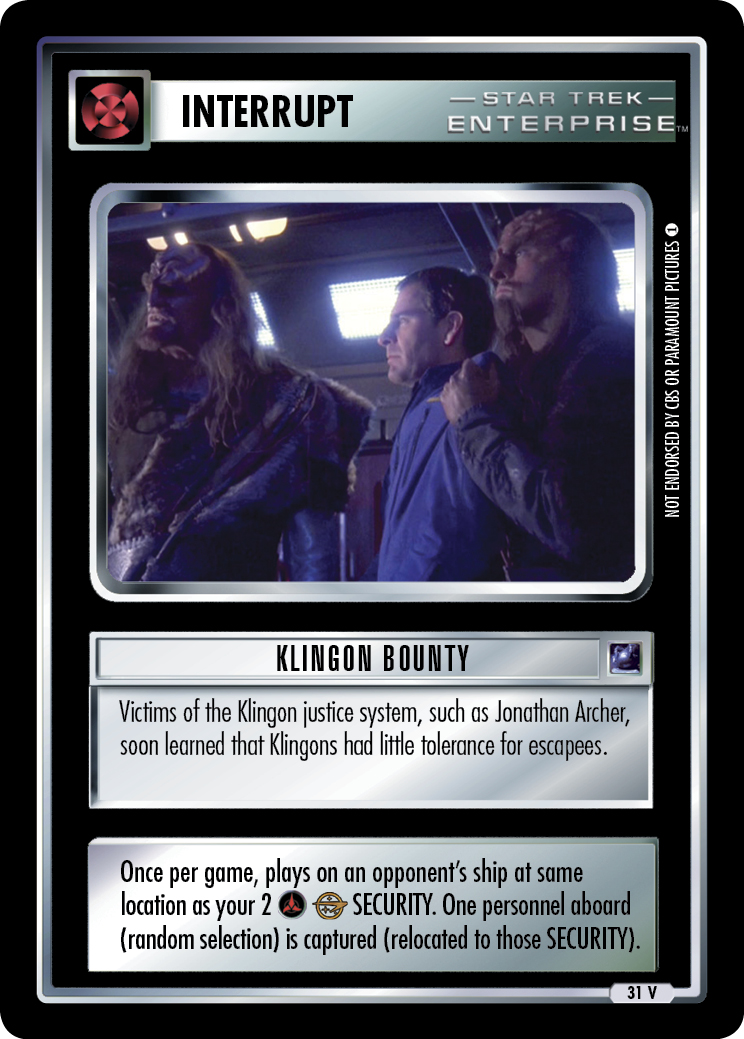 INTERRUPT
— STAR TREK —
ENTERPRISE™
NOT ENDORSED BY CBS OR PARAMOUNT PICTURES 1
KLINGON BOUNTY
Victims of the Klingon justice system, such as Jonathan Archer,
soon learned that Klingons had little tolerance for escapees.
Once per game, plays on an opponent's ship at same
location as your 2 SECURITY. One personnel aboard
(random selection) is captured (relocated to those SECURITY).
31 V